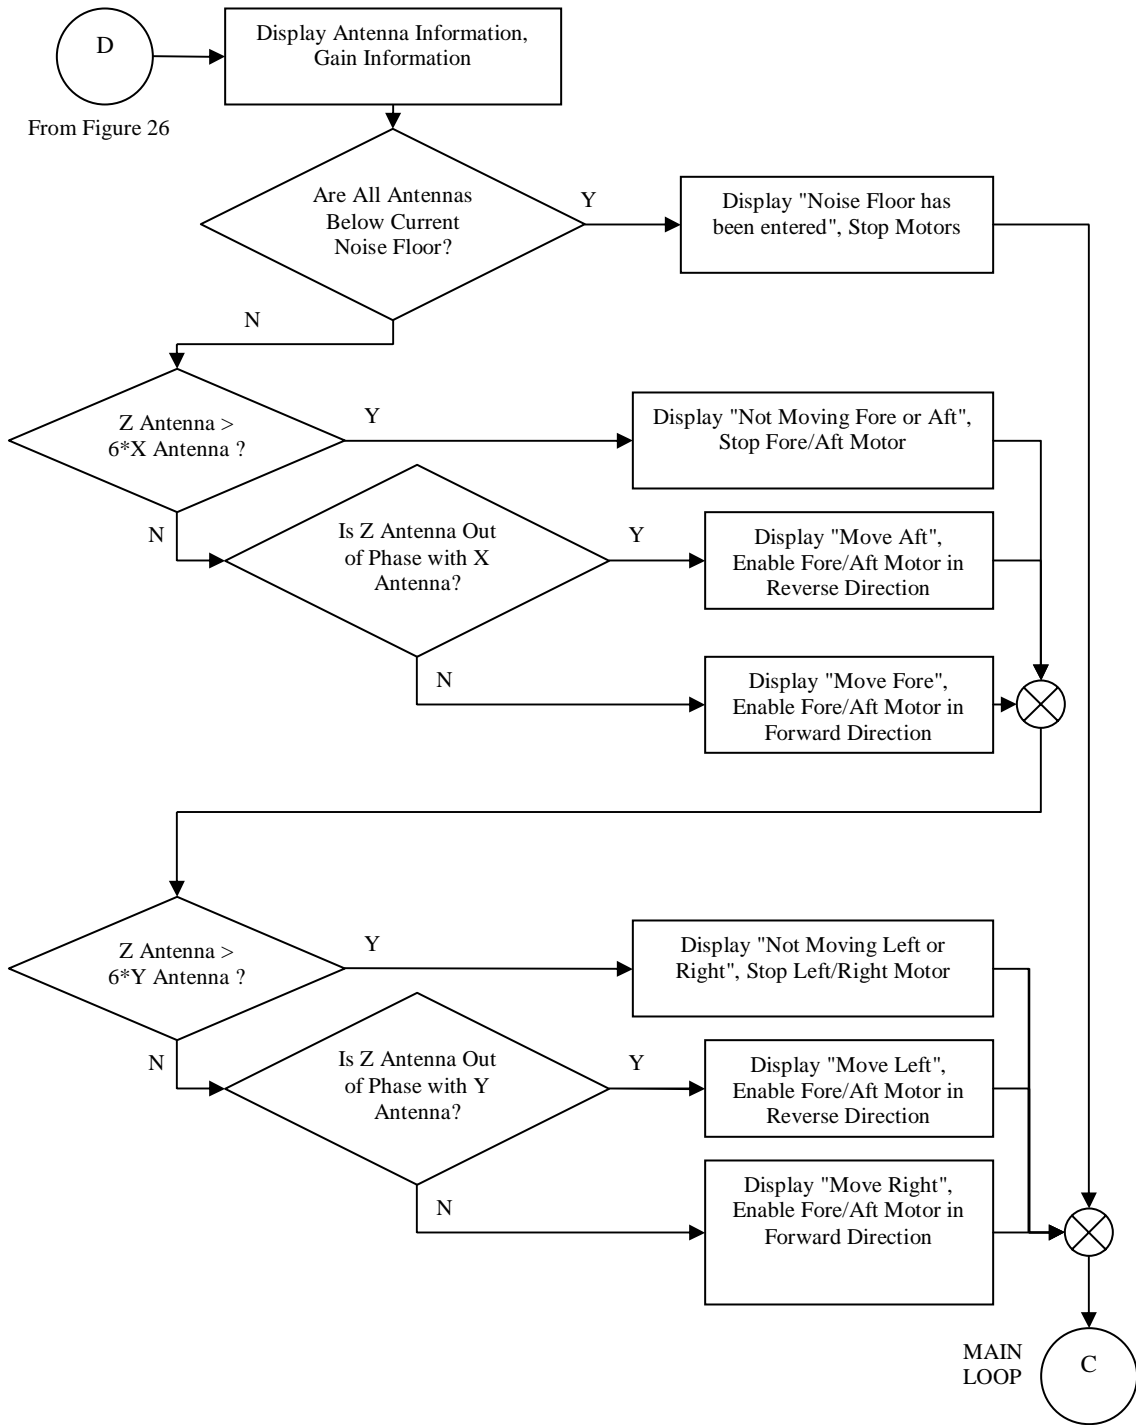 D
Display Antenna Information,
Gain Information
From Figure 26
Are All Antennas
Below Current
Noise Floor?
Y
Display "Noise Floor has
been entered", Stop Motors
N
Z Antenna >
6*X Antenna ?
Y
Display "Not Moving Fore or Aft",
Stop Fore/Aft Motor
N
Is Z Antenna Out
of Phase with X
Antenna?
Y
Display "Move Aft",
Enable Fore/Aft Motor in
Reverse Direction
N
Display "Move Fore",
Enable Fore/Aft Motor in
Forward Direction
Z Antenna >
6*Y Antenna ?
Y
Display "Not Moving Left or
Right", Stop Left/Right Motor
N
Is Z Antenna Out
of Phase with Y
Antenna?
Y
Display "Move Left",
Enable Fore/Aft Motor in
Reverse Direction
N
Display "Move Right",
Enable Fore/Aft Motor in
Forward Direction
MAIN
LOOP
C